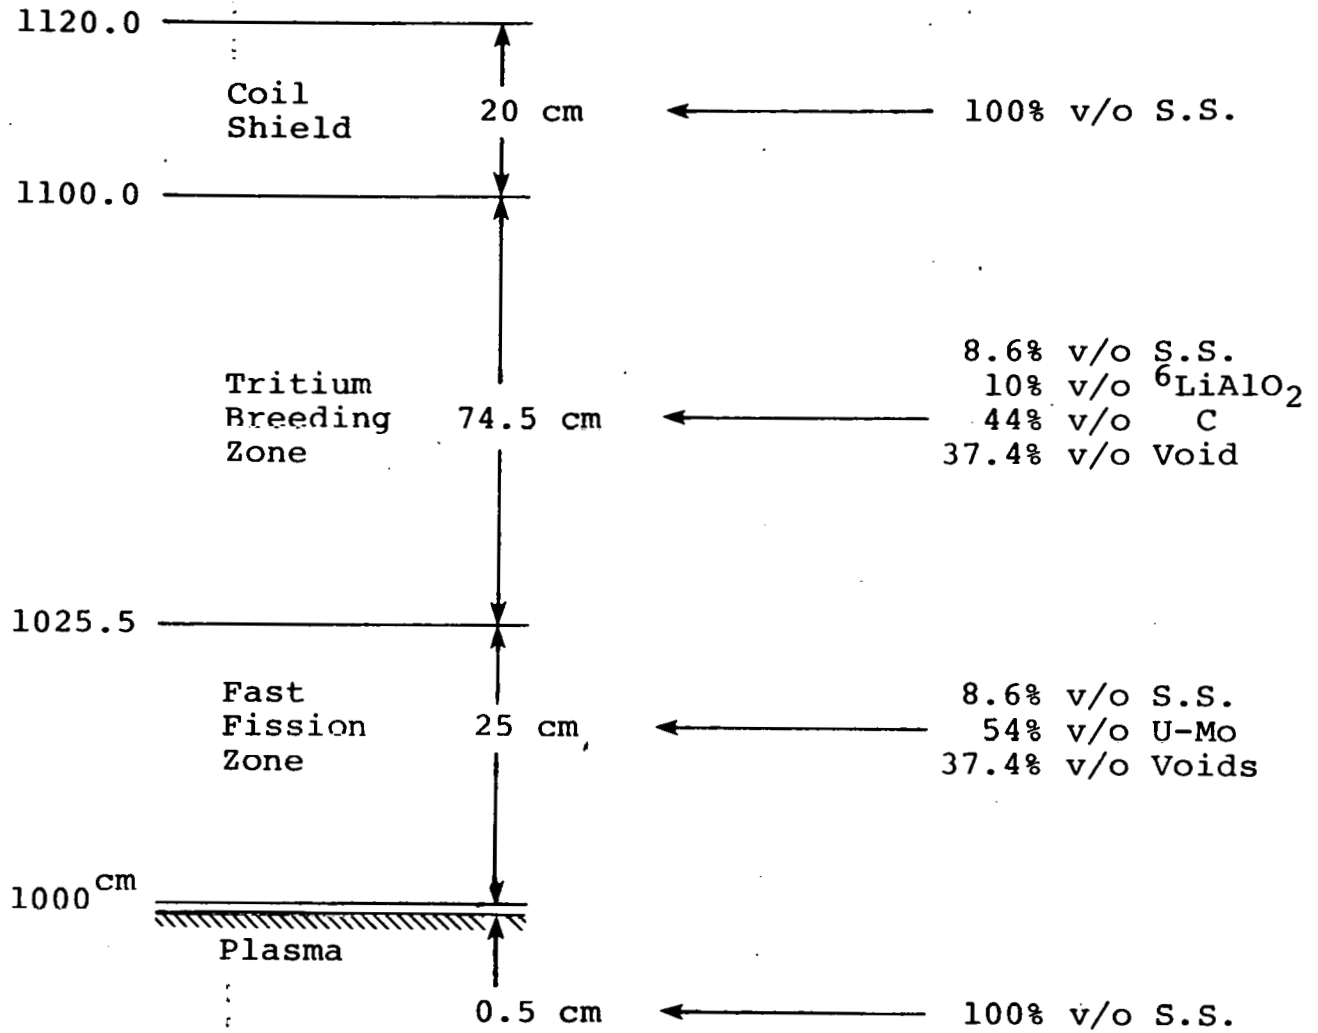 1120.0
Coil
Shield
20 cm
100% v/o S.S.
1100.0
8.6% v/o S.S.
10% v/o ⁶LiAlO₂
44% v/o C
37.4% v/o Void
Tritium
Breeding
Zone
74.5 cm
1025.5
Fast
Fission
Zone
25 cm
8.6% v/o S.S.
54% v/o U-Mo
37.4% v/o Voids
1000 cm
Plasma
0.5 cm
100% v/o S.S.